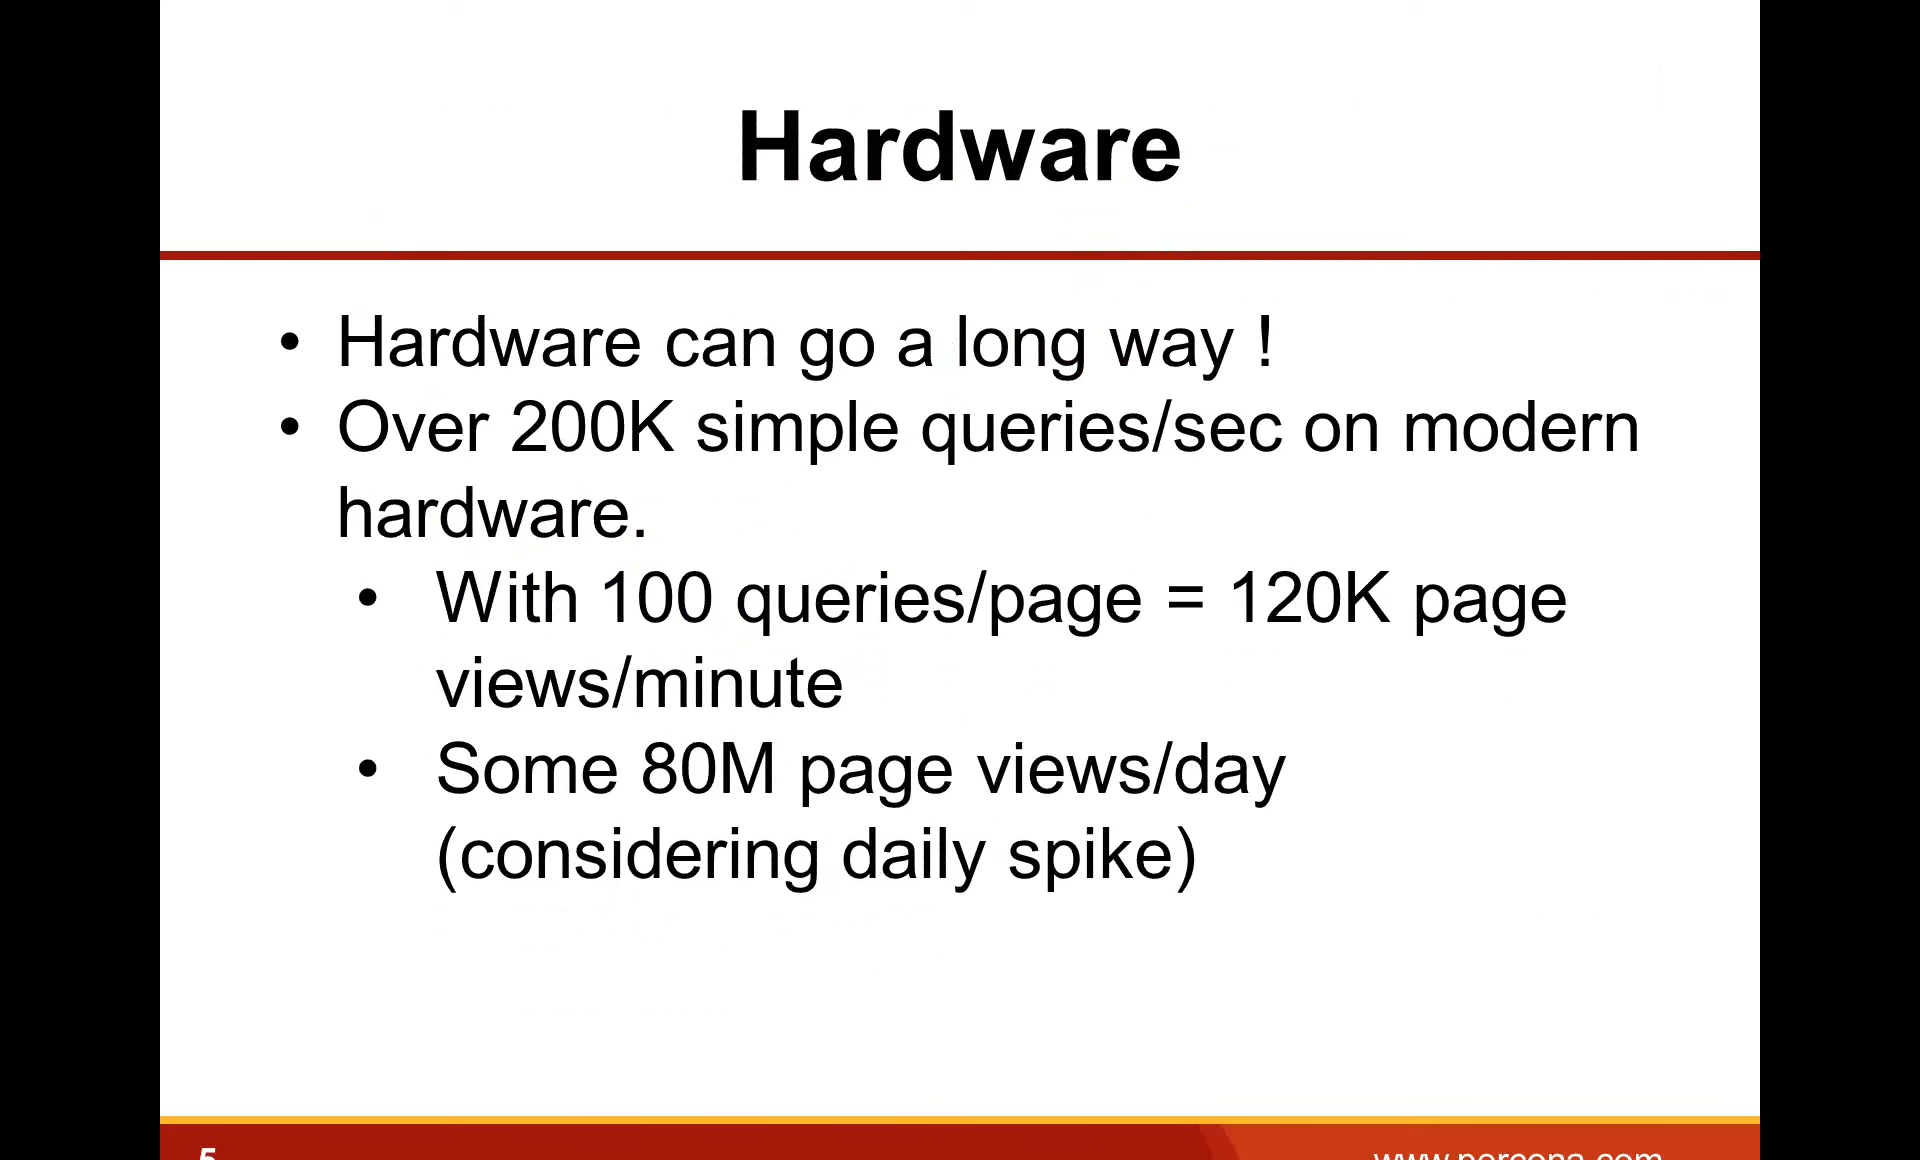 Hardware
• Hardware can go a long way !
• Over 200K simple queries/sec on modern
hardware.
• With 100 queries/page = 120K page
views/minute
• Some 80M page views/day
(considering daily spike)
5
www.percona.com